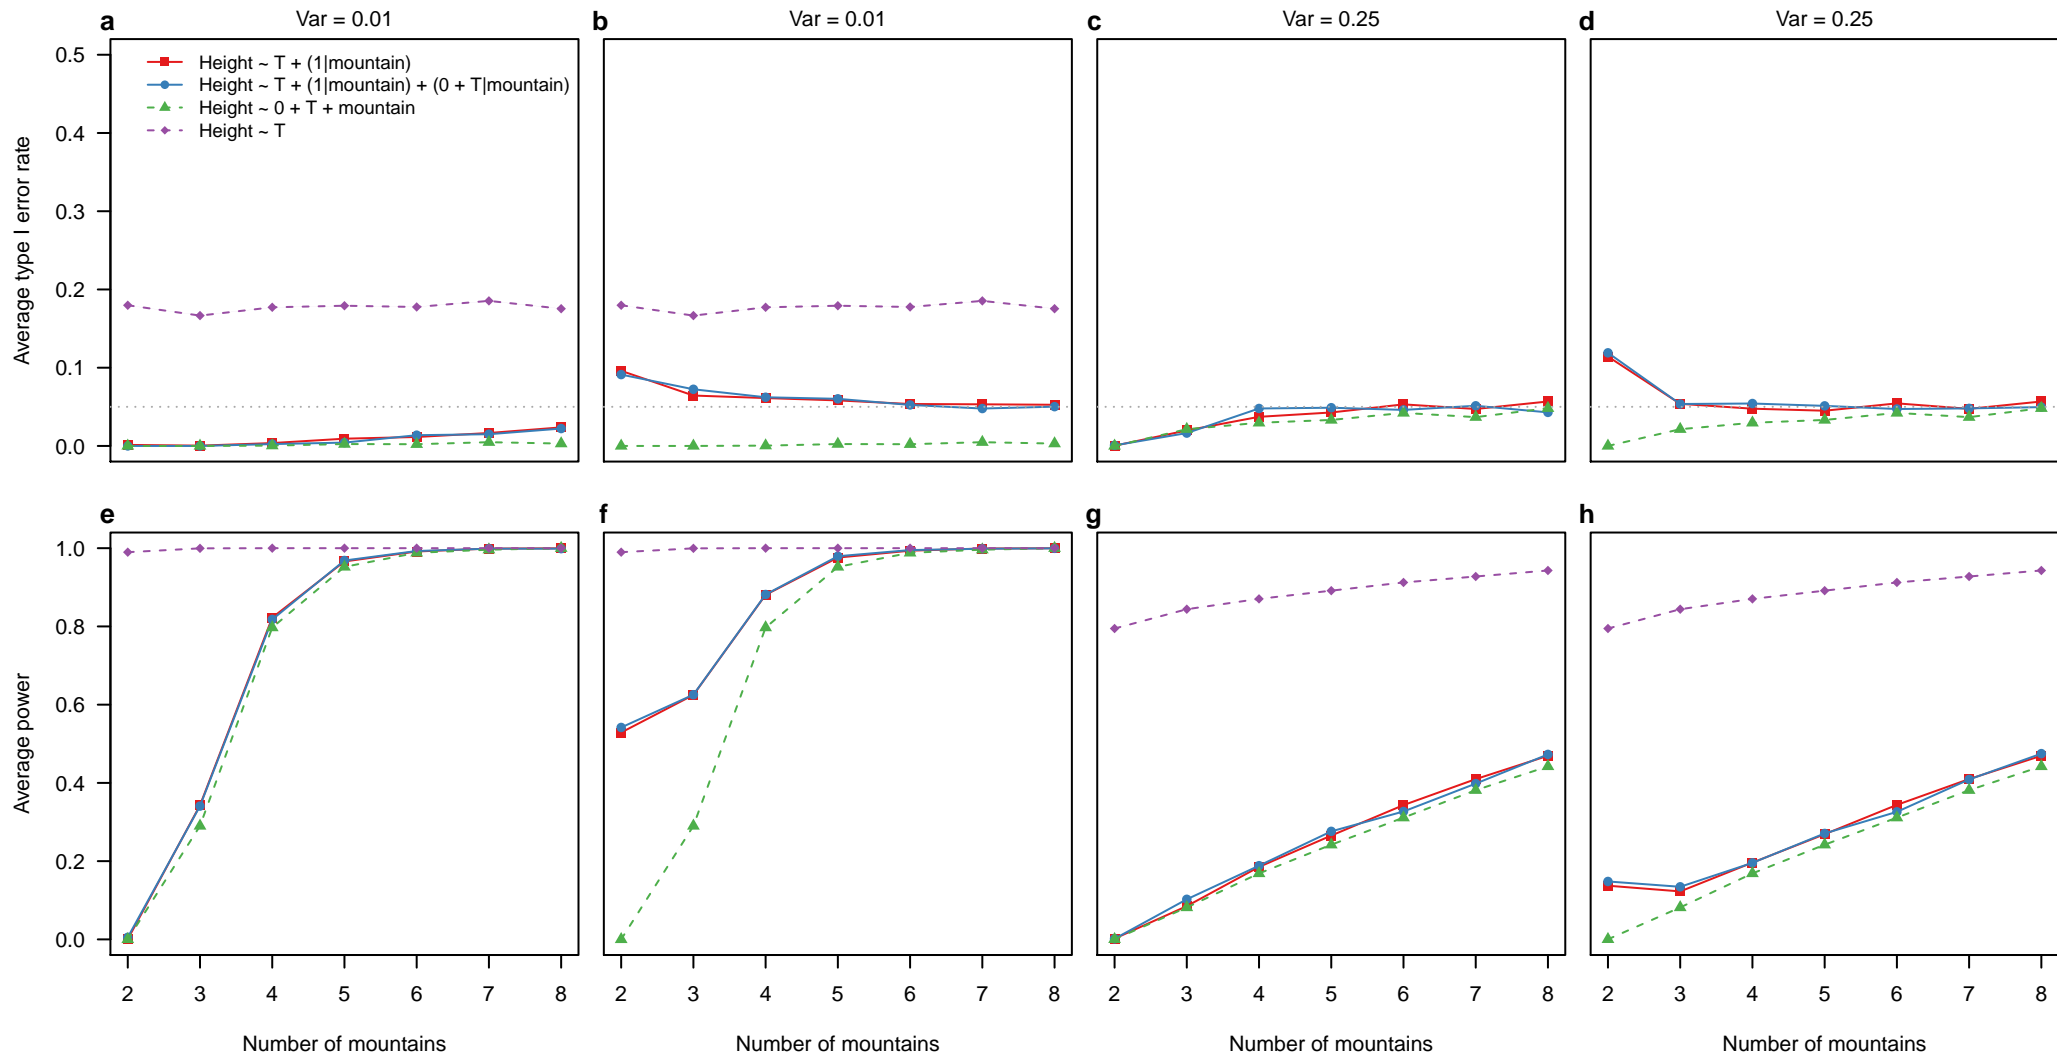 a Var = 0.01
b Var = 0.01
c Var = 0.25
d Var = 0.25
Average type I error rate
0.5
0.4
0.3
0.2
0.1
0.0
Height ~ T + (1|mountain)
Height ~ T + (1|mountain) + (0 + T|mountain)
Height ~ 0 + T + mountain
Height ~ T
e
f
g
h
Average power
1.0
0.8
0.6
0.4
0.2
0.0
2 3 4 5 6 7 8
2 3 4 5 6 7 8
2 3 4 5 6 7 8
2 3 4 5 6 7 8
Number of mountains
Number of mountains
Number of mountains
Number of mountains